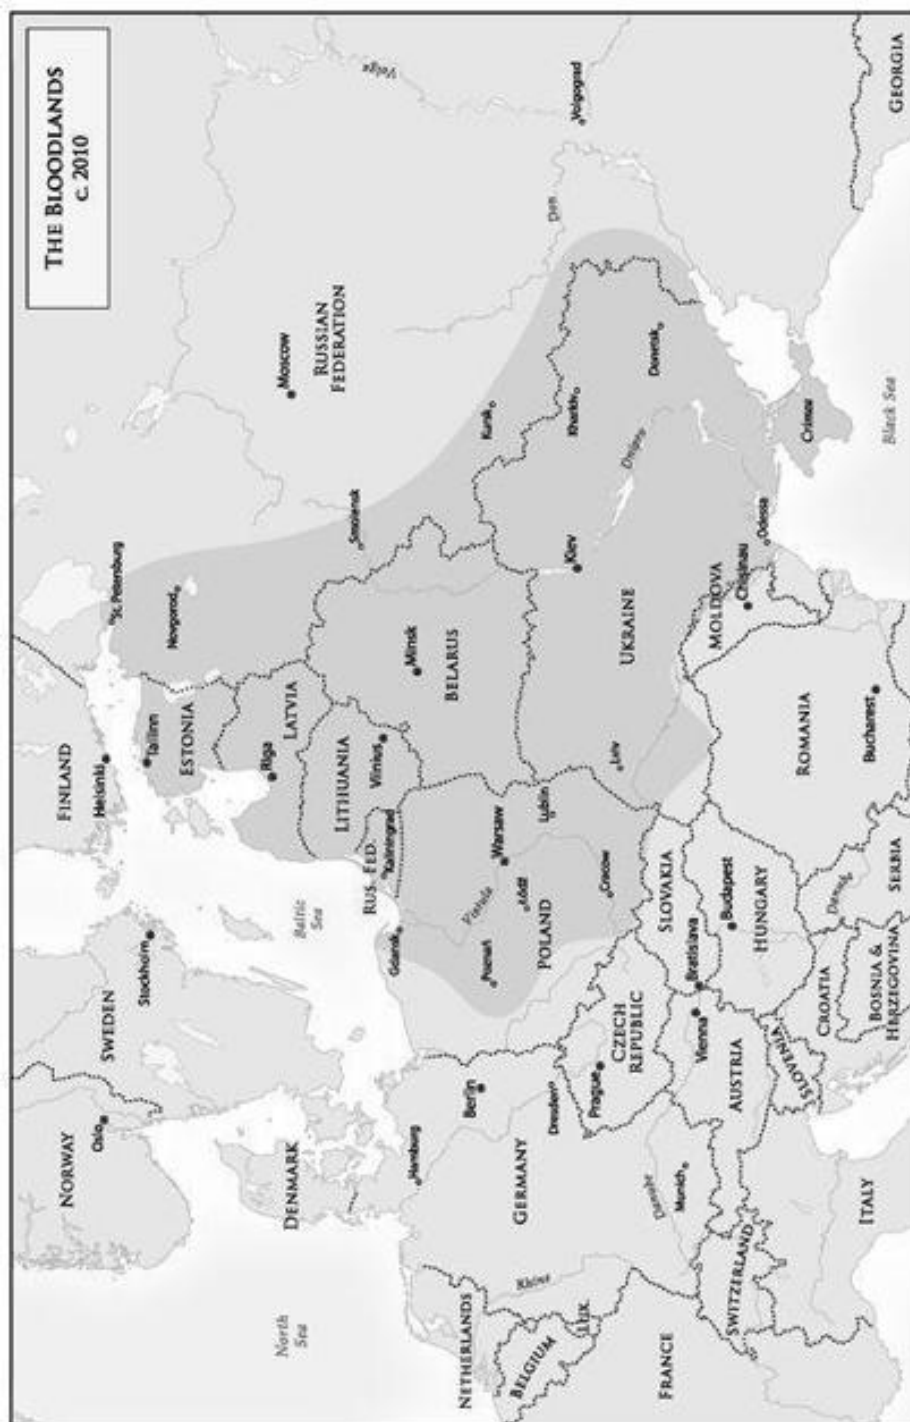 THE BLOODLANDS
C. 2010
NORWAY
Oslo
SWEDEN
Stockholm
FINLAND
Helsinki
St. Petersburg
Novgorod
Tallinn
ESTONIA
Riga
LATVIA
LITHUANIA
Vilnius
RUS. FED.
Kaliningrad
Baltic
Sea
North
Sea
DENMARK
Moscow
RUSSIAN
FEDERATION
Volga
Smolensk
Minsk
BELARUS
Gdansk
Hamburg
Berlin
GERMANY
Dresden
NETHERLANDS
BELGIUM
LUX.
Rhine
FRANCE
Poznań
Vistula
Warsaw
Łódź
POLAND
Lublin
Cracow
Kursk
Don
Volgograd
Kharkiv
Donetsk
Dnipro
Kiev
UKRAINE
Lviv
Prague
CZECH
REPUBLIC
SLOVAKIA
Bratislava
Vienna
AUSTRIA
Munich
Danube
SWITZERLAND
Budapest
HUNGARY
MOLDOVA
Chişinau
Odessa
Crimea
Black Sea
GEORGIA
ROMANIA
Bucharest
SLOVENIA
CROATIA
BOSNIA &
HERZEGOVINA
Danube
SERBIA
ITALY